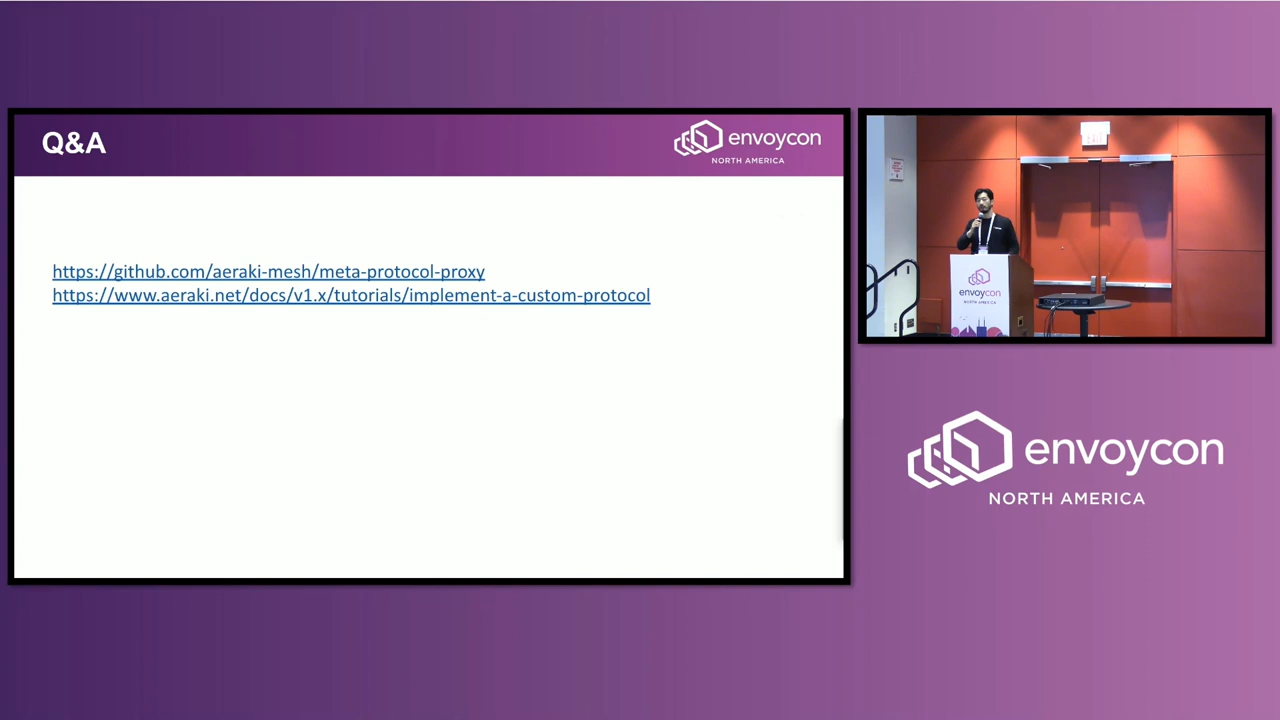 Q&A
envoycon
NORTH AMERICA
https://github.com/aeraki-mesh/meta-protocol-proxy
https://www.aeraki.net/docs/v1.x/tutorials/implement-a-custom-protocol
EXIT
envoycon
NORTH AMERICA
envoycon
NORTH AMERICA